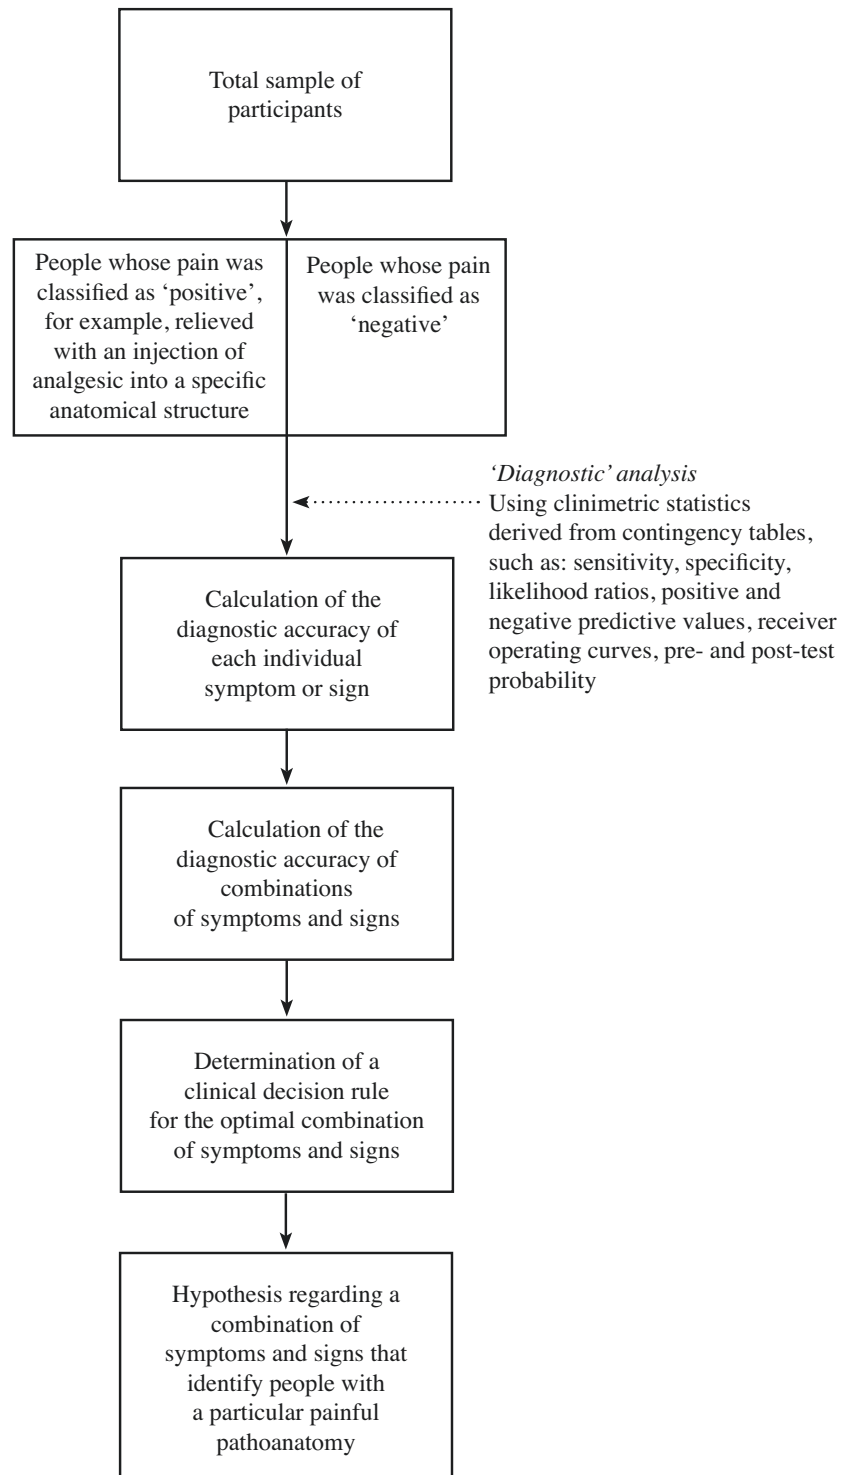 Total sample of
participants
People whose pain was
classified as ‘positive’,
for example, relieved
with an injection of
analgesic into a specific
anatomical structure
People whose pain
was classified as
‘negative’
‘Diagnostic’ analysis
Using clinimetric statistics
derived from contingency tables,
such as: sensitivity, specificity,
likelihood ratios, positive and
negative predictive values, receiver
operating curves, pre- and post-test
probability
Calculation of the
diagnostic accuracy of
each individual
symptom or sign
Calculation of the
diagnostic accuracy of
combinations
of symptoms and signs
Determination of a
clinical decision rule
for the optimal combination
of symptoms and signs
Hypothesis regarding a
combination of
symptoms and signs that
identify people with
a particular painful
pathoanatomy